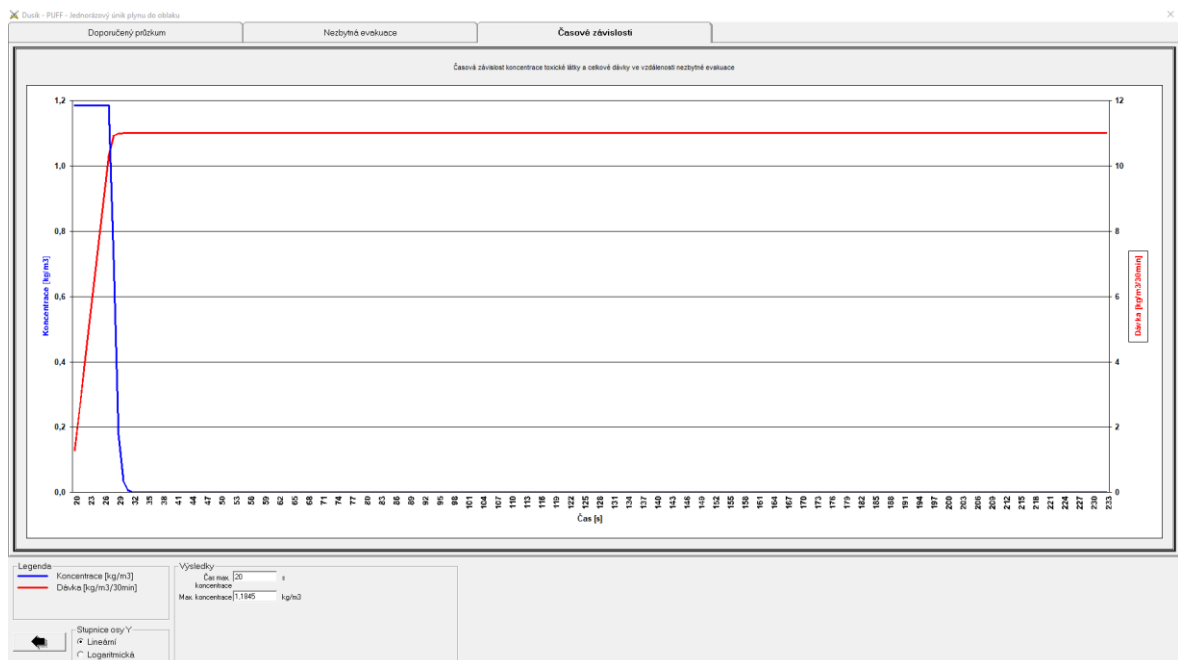 Dusík - PUFF - Jednorázový únik plynu do oblaku
Doporučený průzkum
Nezbytná evakuace
Časové závislosti
Časová závislost koncentrace toxické látky a celkové dávky ve vzdálenosti nezbytné evakuace
1,2
1,0
0,8
0,6
0,4
0,2
0,0
Koncentrace [kg/m3]
12
10
8
6
4
2
0
Dávka [kg/m3/30min]
20 23 26 29 32 35 38 41 44 47 50 53 56 59 62 65 68 71 74 77 80 83 86 89 92 95 98 101 104 107 110 113 116 119 122 125 128 131 134 137 140 143 146 149 152 155 158 161 164 167 170 173 176 179 182 185 188 191 194 197 200 203 206 209 212 215 218 221 224 227 230 233
Čas [s]
Legenda
Koncentrace [kg/m3]
Dávka [kg/m3/30min]
Výsledky
Čas max. koncentrace 20 s
Max. koncentrace 1,1845 kg/m3
Stupnice osy Y
Lineární
Logaritmická